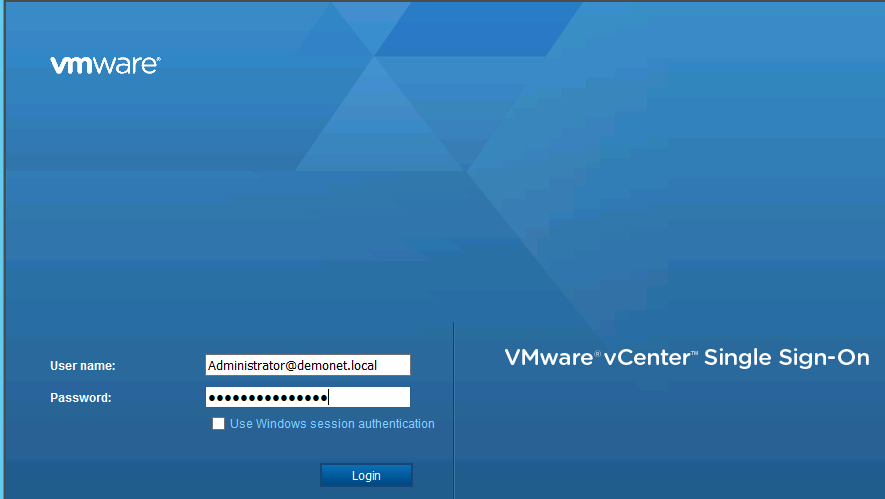 vmware®
User name:
Administrator@demonet.local
Password:
●●●●●●●●●●●●●●●
Use Windows session authentication
Login
VMware® vCenter™ Single Sign-On